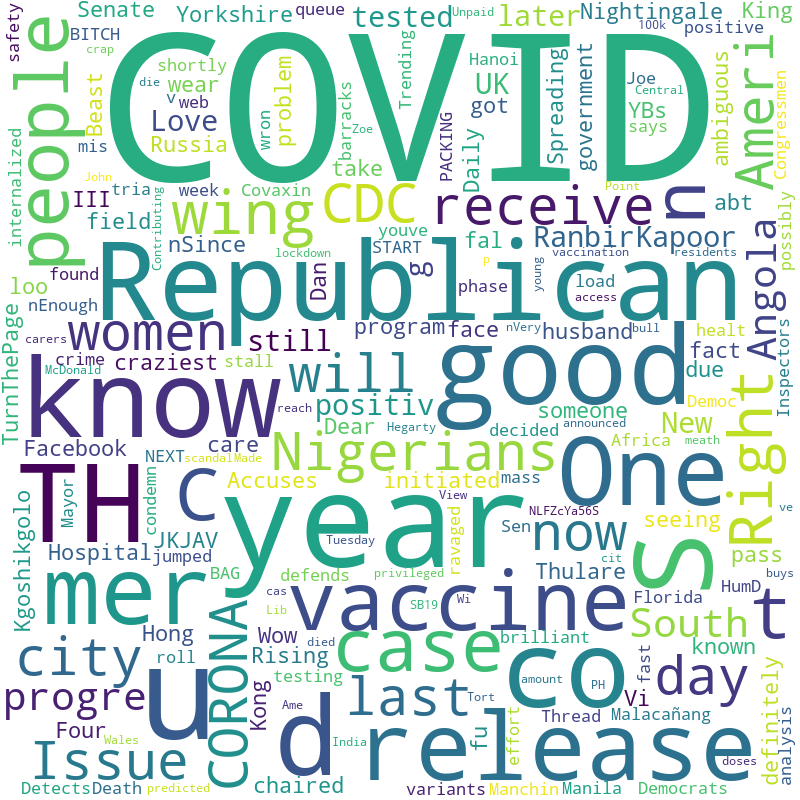 safety
people
BITCH
crap
Senate
Yorkshire
queue
tested
Unpaid
later
Nightingale
100k
positive
King
COVID
shortly
wear
v
web
Beast
Love
Russia
mis
John
die
wron
problem
Zoe
barracks
Trending
Hanoi
UK
got
Daily
PACKING
Spreading
government
Joe
Central
YBs
says
ambiguous
Ameri
Congressmen
internalized
III
tria
week
Covaxin
take
Contributing
field
wing
CDC
receive
Point
n
abt
possibly
nSince
youve
START
fal
RanbirKapoor
lockdown
g
Dan
phase
p
vaccination
young
residents
load
access
Angola
loo
found
nEnough
Republican
TurnThePage
carers
women
still
program
face
nVery
husband
bull
healt
fact
Inspectors
crime
craziest
stall
McDonald
know
will
good
due
reach
positiv
someone
Democ
Right
Facebook
care
Dear
Hegarty
decided
announced
New
NEXT
scandalMade
Nigerians
Africa
meath
TH
Mayor
condemn
C
Accuses
initiated
mass
One
View
year
NLFZcYa56S
Sen
seeing
ve
Kgoshikgolo
Hospital
UKJAV
jumped
Tuesday
ravaged
now
cit
S
pass
BAG
defends
privileged
Thulare
HumD
buys
mer
cas
Lib
SB19
Wi
vaccine
Florida
t
Hong
CORONA
Wow
died
case
brilliant
South
known
city
roll
Rising
testing
Kong
u
d
last
co
amount
PH
Tort
fast
day
definitely
progre
Four
Ame
India
fu
effort
Thread
Vi
Malacañang
analysis
Issue
Wales
release
doses
Detects
Death
predicted
chaired
variants
Manchin
Manila
Democrats